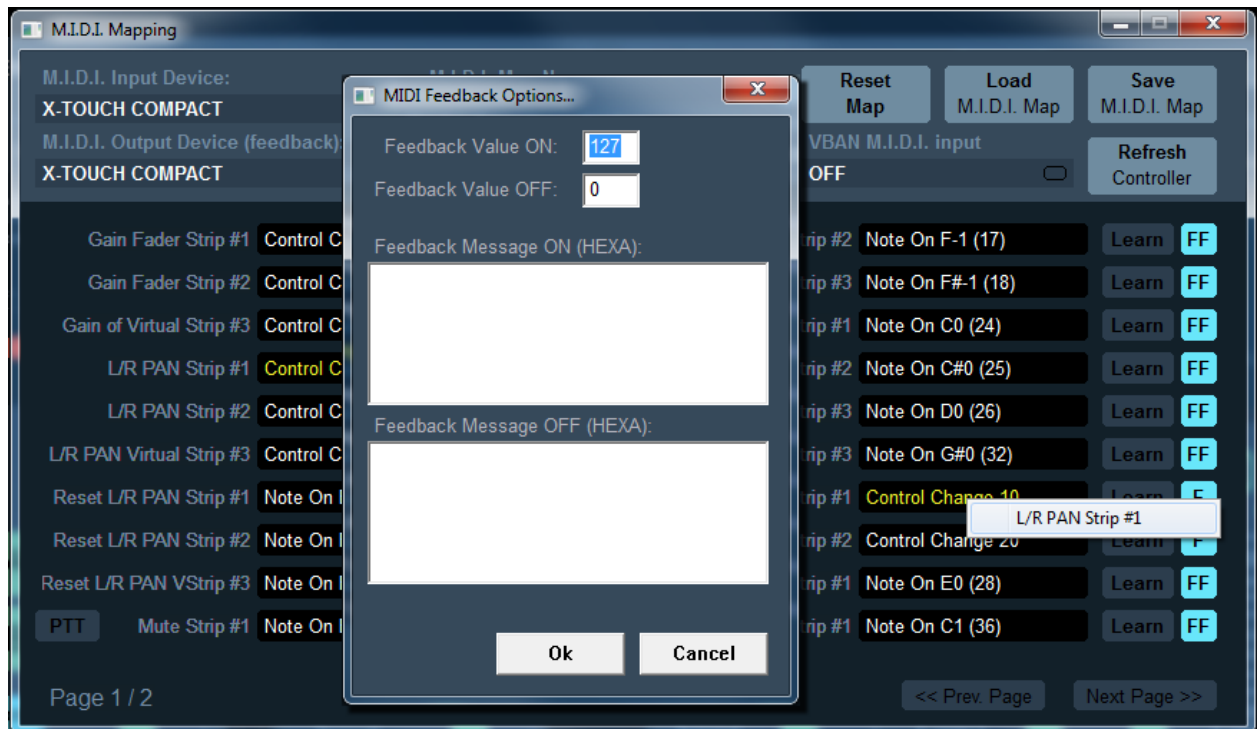 M.I.D.I. Mapping
M.I.D.I. Input Device:
X-TOUCH COMPACT
M.I.D.I. Output Device (feedback):
X-TOUCH COMPACT
Reset Map
Load M.I.D.I. Map
Save M.I.D.I. Map
VBAN M.I.D.I. input
OFF
Refresh Controller
MIDI Feedback Options...
Feedback Value ON: 127
Feedback Value OFF: 0
Feedback Message ON (HEXA):
Feedback Message OFF (HEXA):
Ok Cancel
Gain Fader Strip #1 Control C
Gain Fader Strip #2 Control C
Gain of Virtual Strip #3 Control C
L/R PAN Strip #1 Control C
L/R PAN Strip #2 Control C
L/R PAN Virtual Strip #3 Control C
Reset L/R PAN Strip #1 Note On
Reset L/R PAN Strip #2 Note On
Reset L/R PAN VStrip #3 Note On
PTT Mute Strip #1 Note On
trip #2 Note On F-1 (17) Learn FF
trip #3 Note On F#-1 (18) Learn FF
trip #1 Note On C0 (24) Learn FF
trip #2 Note On C#0 (25) Learn FF
trip #3 Note On D0 (26) Learn FF
trip #3 Note On G#0 (32) Learn FF
trip #1 Control Change 10 Learn F
L/R PAN Strip #1
trip #2 Control Change 20 Learn F
trip #1 Note On E0 (28) Learn FF
trip #1 Note On C1 (36) Learn FF
Page 1 / 2
<< Prev. Page Next Page >>